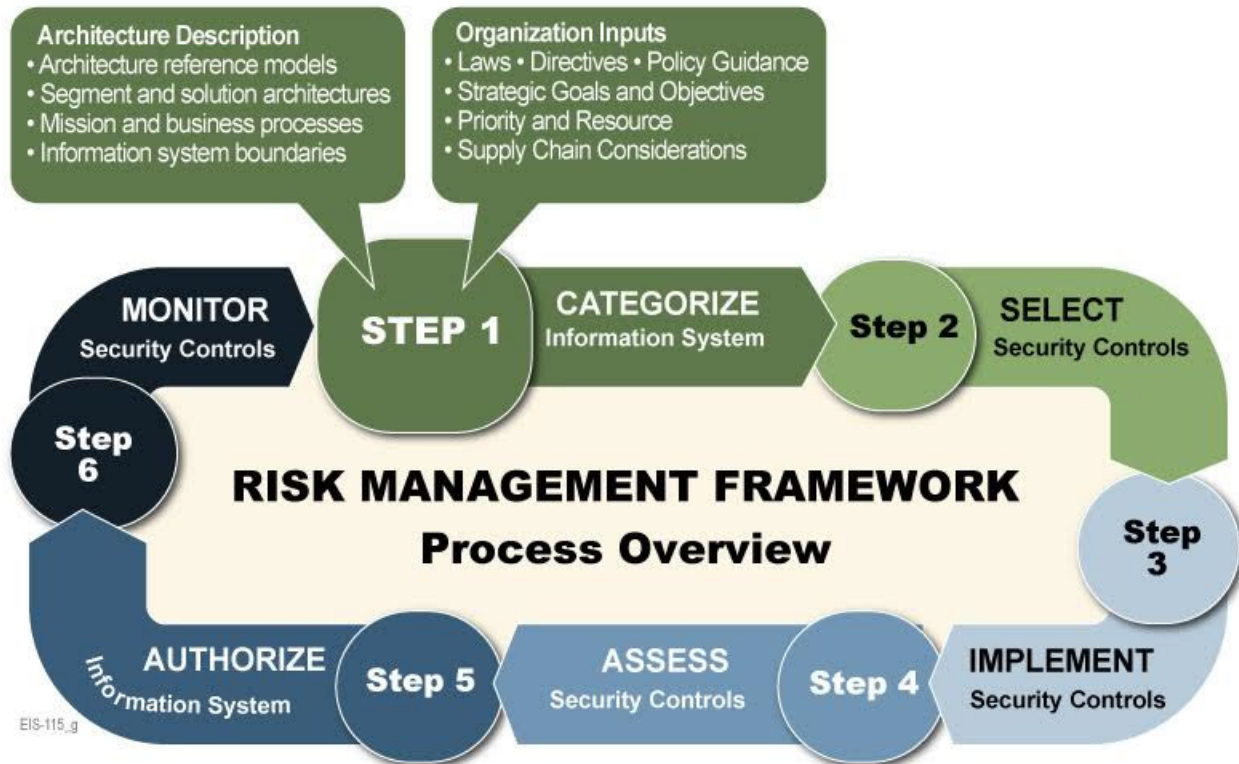 Architecture Description
• Architecture reference models
• Segment and solution architectures
• Mission and business processes
• Information system boundaries
Organization Inputs
• Laws • Directives • Policy Guidance
• Strategic Goals and Objectives
• Priority and Resource
• Supply Chain Considerations
STEP 1
CATEGORIZE
Information System
Step 2
SELECT
Security Controls
Step
3
IMPLEMENT
Security Controls
Step 4
ASSESS
Security Controls
Step 5
AUTHORIZE
Information System
Step
6
MONITOR
Security Controls
RISK MANAGEMENT FRAMEWORK
Process Overview
EIS-115_g